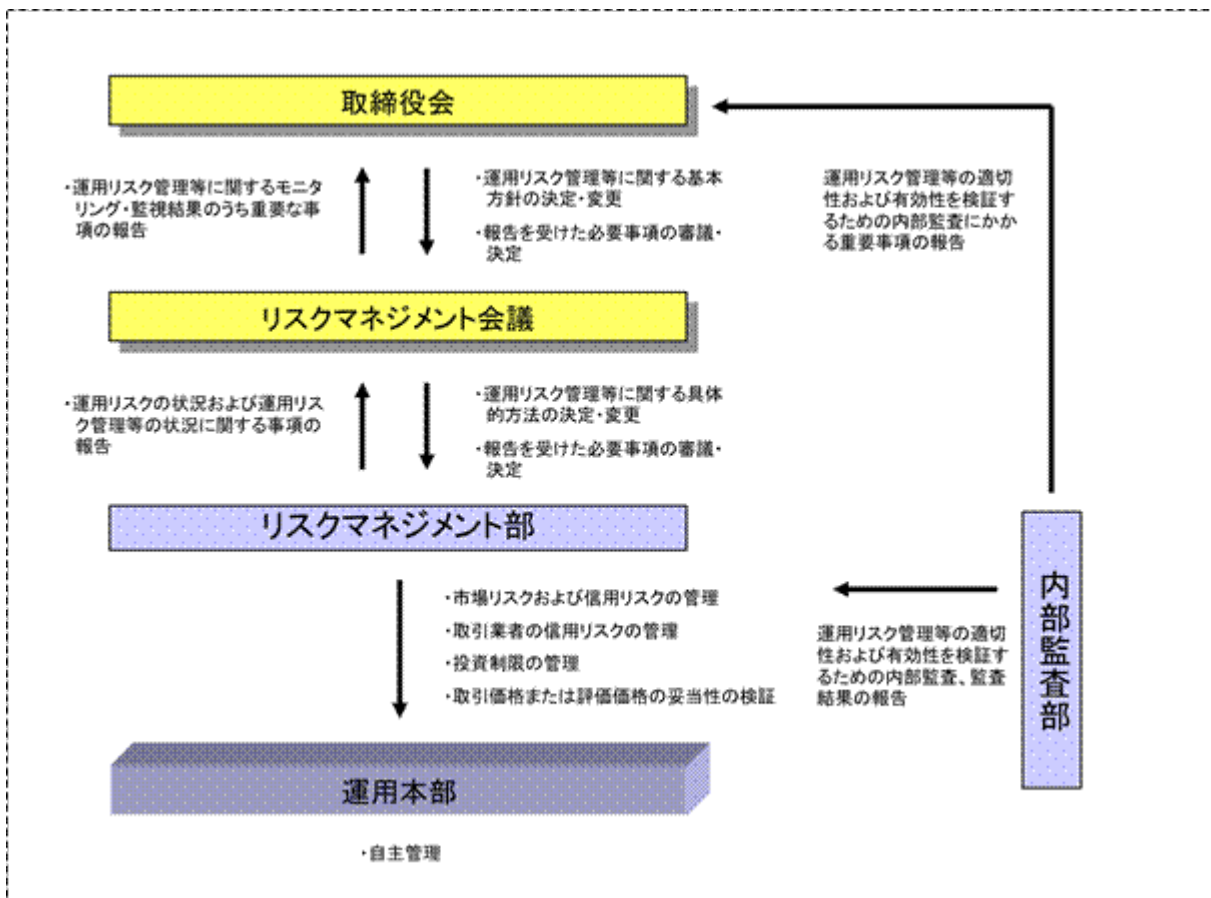 取締役会
・運用リスク管理等に関するモニ
タリング・監視結果のうち重要な事
項の報告
・運用リスク管理等に関する基本
方針の決定・変更
・報告を受けた必要事項の審議・
決定
運用リスク管理等の適切
性および有効性を検証す
るための内部監査にかか
る重要事項の報告
リスクマネジメント会議
・運用リスクの状況および運用リス
ク管理等の状況に関する事項の
報告
・運用リスク管理等に関する具体
的方法の決定・変更
・報告を受けた必要事項の審議・
決定
リスクマネジメント部
・市場リスクおよび信用リスクの管理
・取引業者の信用リスクの管理
・投資制限の管理
・取引価格または評価価格の妥当性の検証
運用リスク管理等の適切
性および有効性を検証す
るための内部監査、監査
結果の報告
内部監査部
運用本部
・自主管理